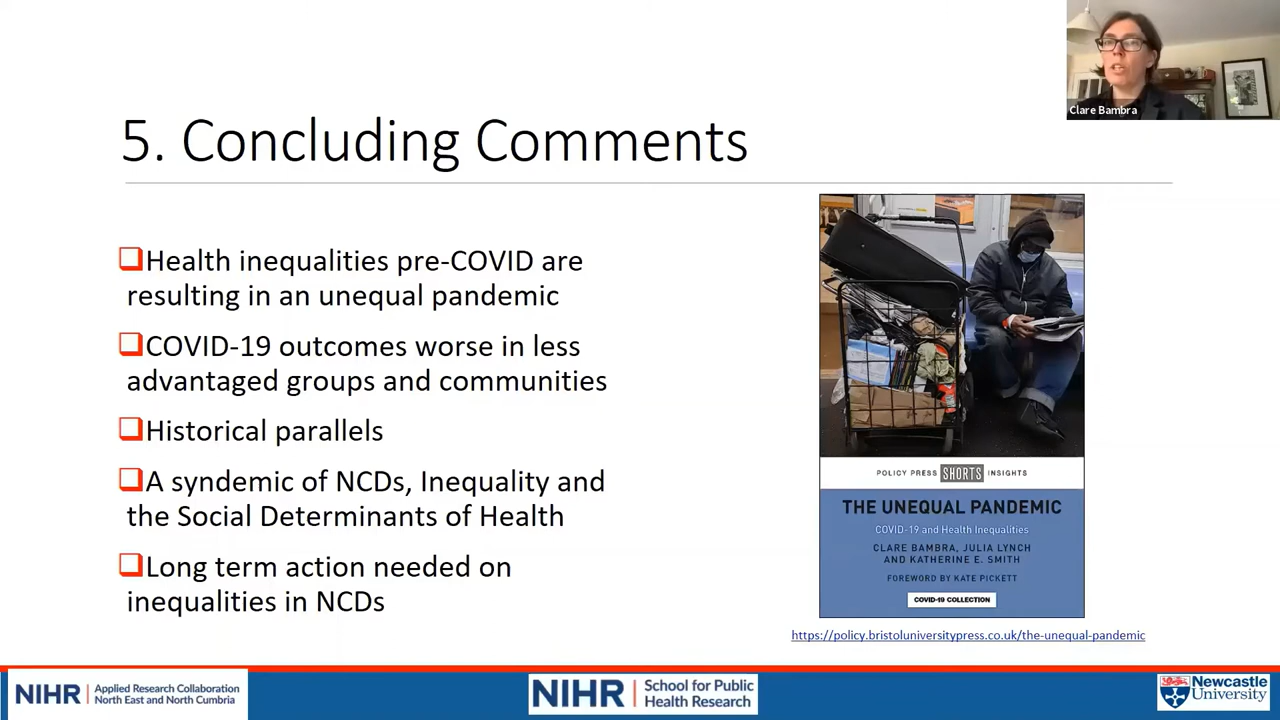 Clare Bambra
5. Concluding Comments
❑Health inequalities pre-COVID are
resulting in an unequal pandemic
❑COVID-19 outcomes worse in less
advantaged groups and communities
❑Historical parallels
❑A syndemic of NCDs, Inequality and
the Social Determinants of Health
❑Long term action needed on
inequalities in NCDs
POLICY PRESS SHORTS INSIGHTS
THE UNEQUAL PANDEMIC
COVID-19 and Health Inequalities
CLARE BAMBRA, JULIA LYNCH
AND KATHERINE E. SMITH
FOREWORD BY KATE PICKETT
COVID-19 COLLECTION
https://policy.bristoluniversitypress.co.uk/the-unequal-pandemic
NIHR | Applied Research Collaboration
North East and North Cumbria
NIHR | School for Public
Health Research
Newcastle
University